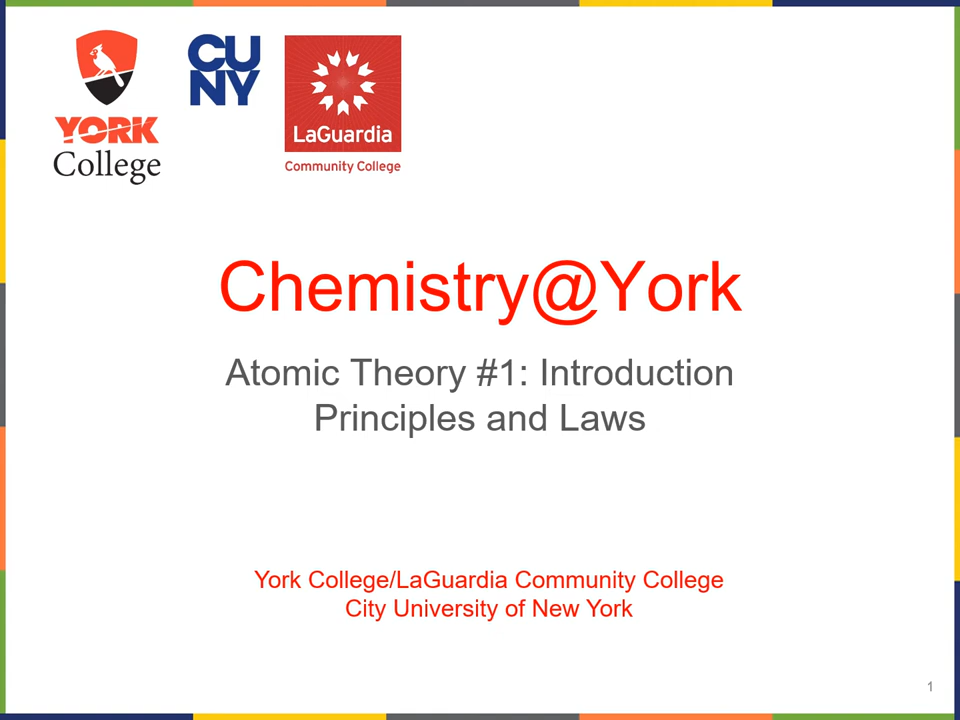 YORK
College
CU
NY
LaGuardia
Community College
Chemistry@York
Atomic Theory #1: Introduction
Principles and Laws
York College/LaGuardia Community College
City University of New York
1